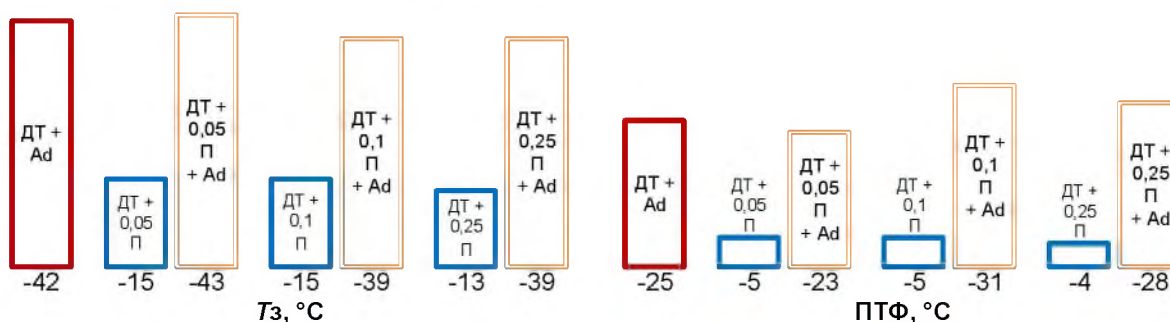 ДТ +
Ad
ДТ +
0,05
П
ДТ +
0,05
П
+ Ad
ДТ +
0,1
П
ДТ +
0,1
П
+ Ad
ДТ +
0,25
П
ДТ +
0,25
П
+ Ad
-42 -15 -43 -15 -39 -13 -39
Тз, °С
ДТ +
Ad
ДТ +
0,05
П
ДТ +
0,05
П
+ Ad
ДТ +
0,1
П
ДТ +
0,1
П
+ Ad
ДТ +
0,25
П
ДТ +
0,25
П
+ Ad
-25 -5 -23 -5 -31 -4 -28
ПТФ, °С